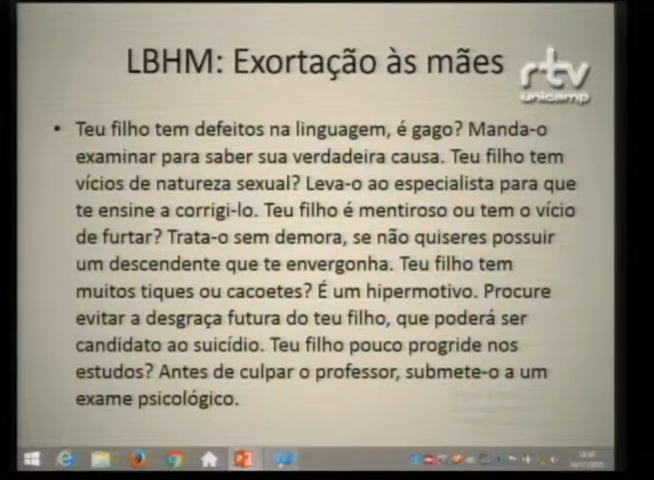 LBHM: Exortação às mães
rtv
unicamp
• Teu filho tem defeitos na linguagem, é gago? Manda-o
examinar para saber sua verdadeira causa. Teu filho tem
vícios de natureza sexual? Leva-o ao especialista para que
te ensine a corrigi-lo. Teu filho é mentiroso ou tem o vício
de furtar? Trata-o sem demora, se não quiseres possuir
um descendente que te envergonha. Teu filho tem
muitos tiques ou cacoetes? É um hipermotivo. Procure
evitar a desgraça futura do teu filho, que poderá ser
candidato ao suicídio. Teu filho pouco progride nos
estudos? Antes de culpar o professor, submete-o a um
exame psicológico.